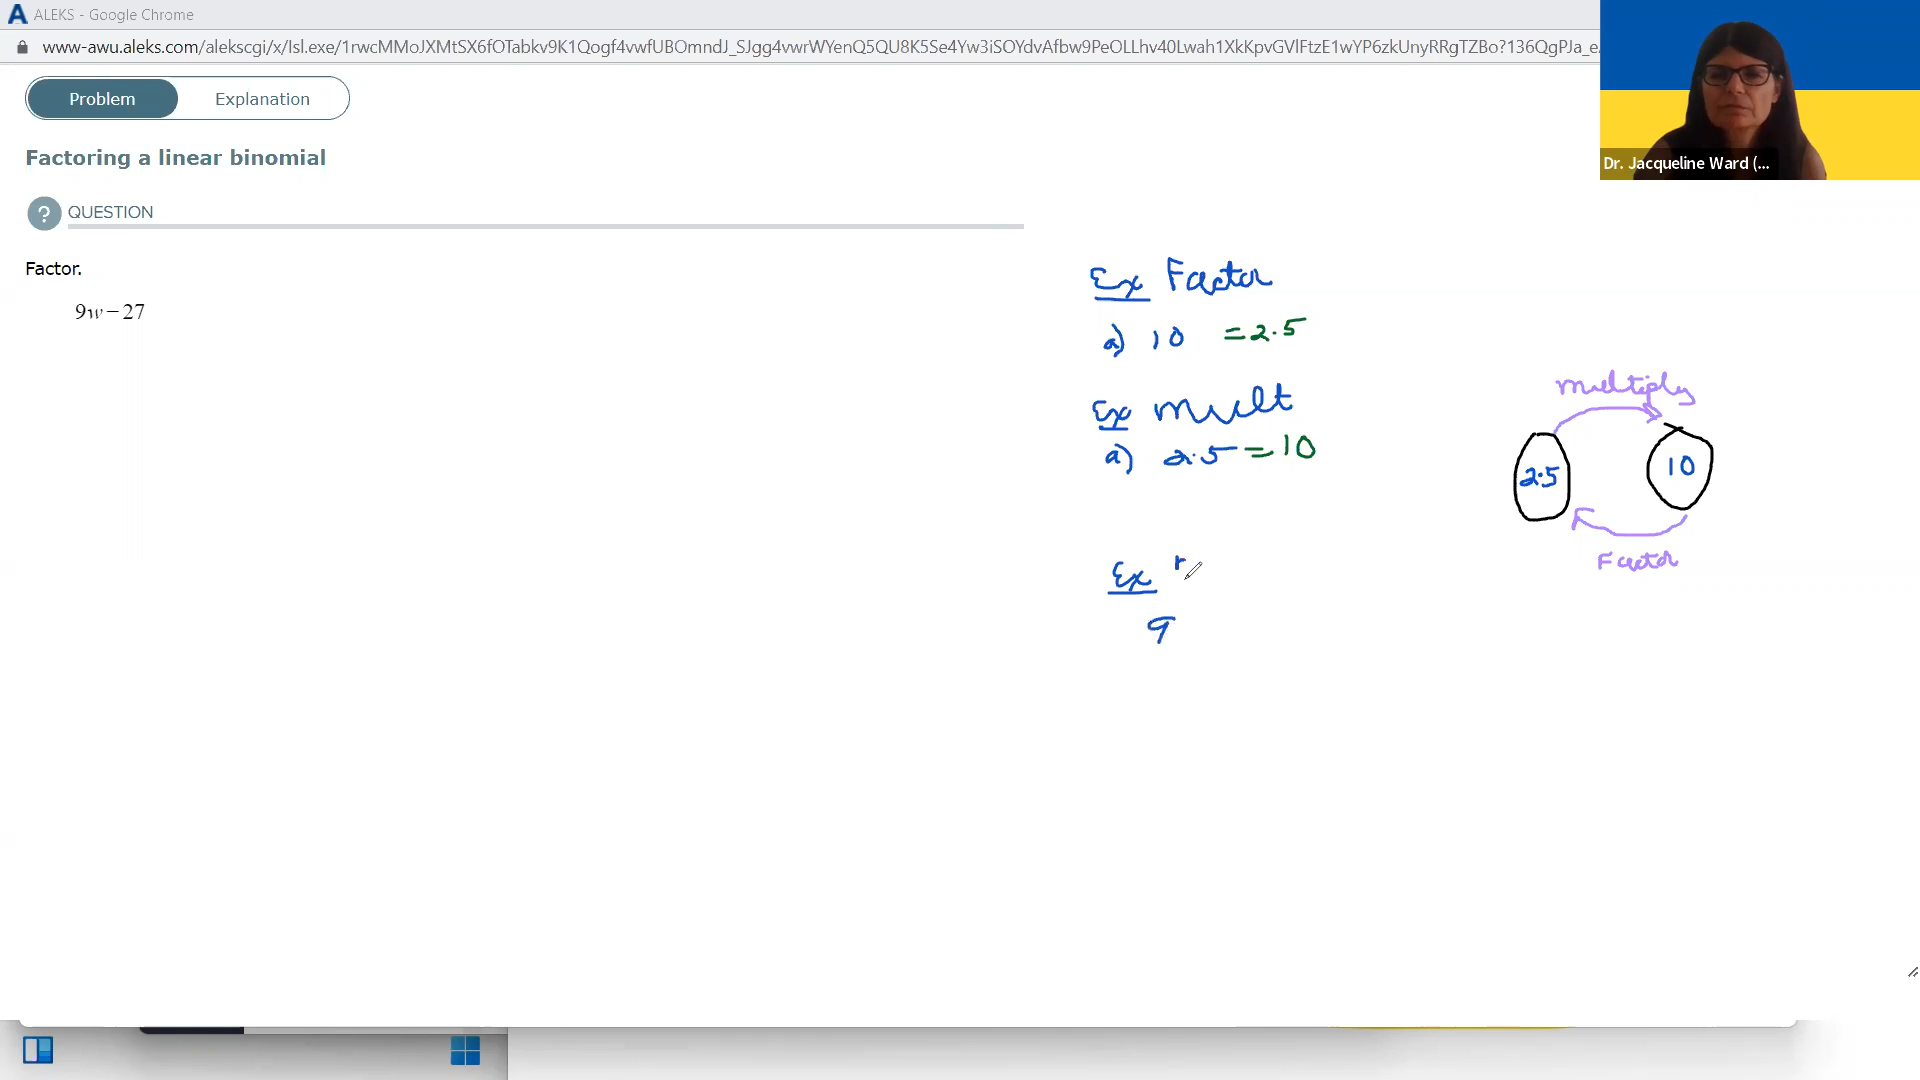 ALEKS - Google Chrome
www-awu.aleks.com/alekscgi/x/Isl.exe/1rwcMMoJXMtSX6fOTabkv9K1Qogf4vwfUBOmndJ_SJgg4vwrWYenQ5QU8K5Se4Yw3iSOYdvAfbw9PeOLLhv40Lwah1XkKpvGVlFtzE1wYP6zkUnyRRgTZBo?136QgPJa_e
Problem Explanation
Dr. Jacqueline Ward (...
Factoring a linear binomial
? QUESTION
Factor.
9w−27
Ex Factor
a) 10 =2·5
Ex mult
a) 2·5=10
multiply
2·5 10
Factor
Ex
9